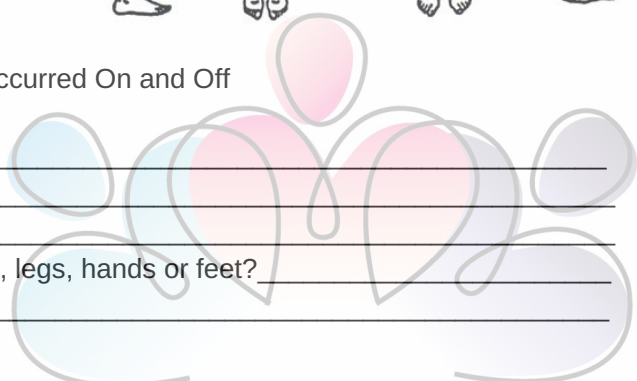 ccurred On and Off
, legs, hands or feet?